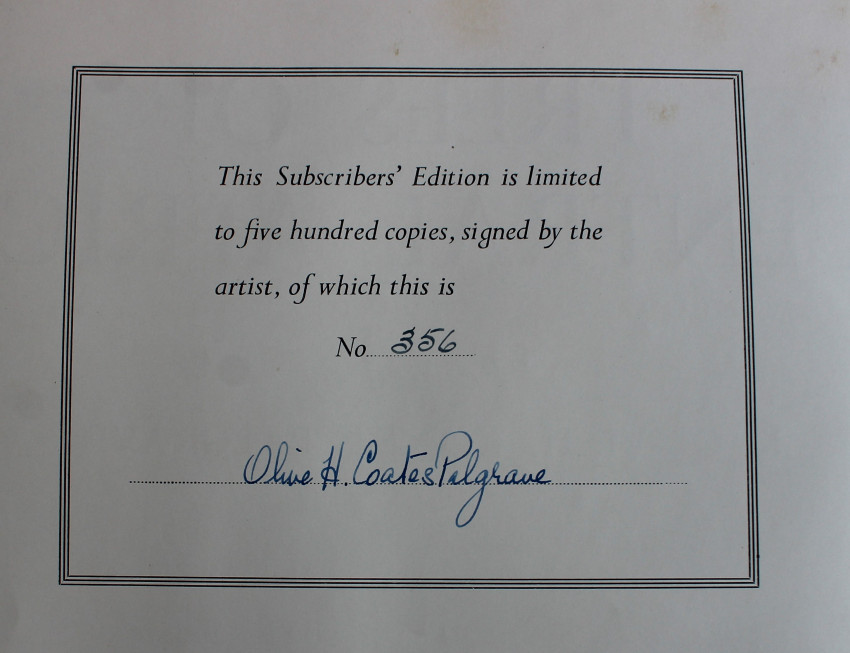 This Subscribers' Edition is limited
to five hundred copies, signed by the
artist, of which this is
No 356
Olive H. Coates Palgrave